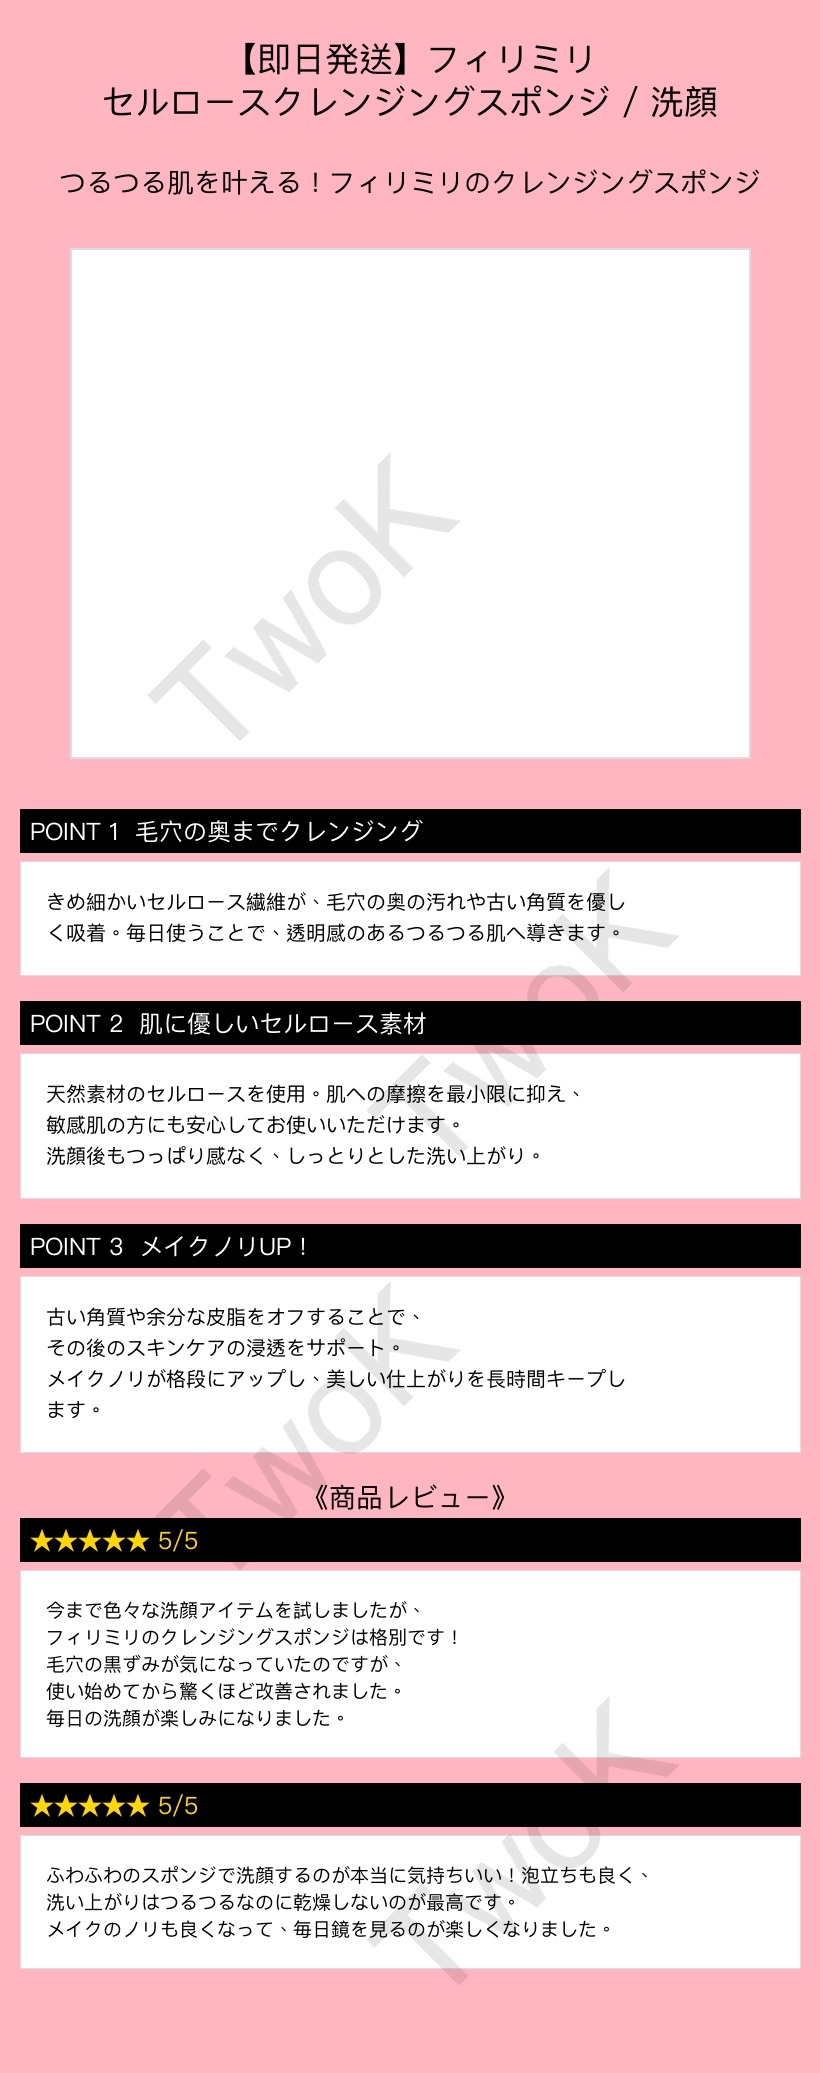 【即日発送】フィリミリ
セルロースクレンジングスポンジ / 洗顔
つるつる肌を叶える！フィリミリのクレンジングスポンジ
TwoK
POINT 1 毛穴の奥までクレンジング
きめ細かいセルロース繊維が、毛穴の奥の汚れや古い角質を優し
く吸着。毎日使うことで、透明感のあるつるつる肌へ導きます。
TwoK
POINT 2 肌に優しいセルロース素材
天然素材のセルロースを使用。肌への摩擦を最小限に抑え、
敏感肌の方にも安心してお使いいただけます。
洗顔後もつっぱり感なく、しっとりとした洗い上がり。
POINT 3 メイクノリUP！
古い角質や余分な皮脂をオフすることで、
その後のスキンケアの浸透をサポート。
メイクノリが格段にアップし、美しい仕上がりを長時間キープし
ます。
TwoK
《商品レビュー》
★★★★★ 5/5
今まで色々な洗顔アイテムを試しましたが、
フィリミリのクレンジングスポンジは格別です！
毛穴の黒ずみが気になっていたのですが、
使い始めてから驚くほど改善されました。
毎日の洗顔が楽しみになりました。
★★★★★ 5/5
ふわふわのスポンジで洗顔するのが本当に気持ちいい！泡立ちも良く、
洗い上がりはつるつるなのに乾燥しないのが最高です。
メイクのノリも良くなって、毎日鏡を見るのが楽しくなりました。
TwoK